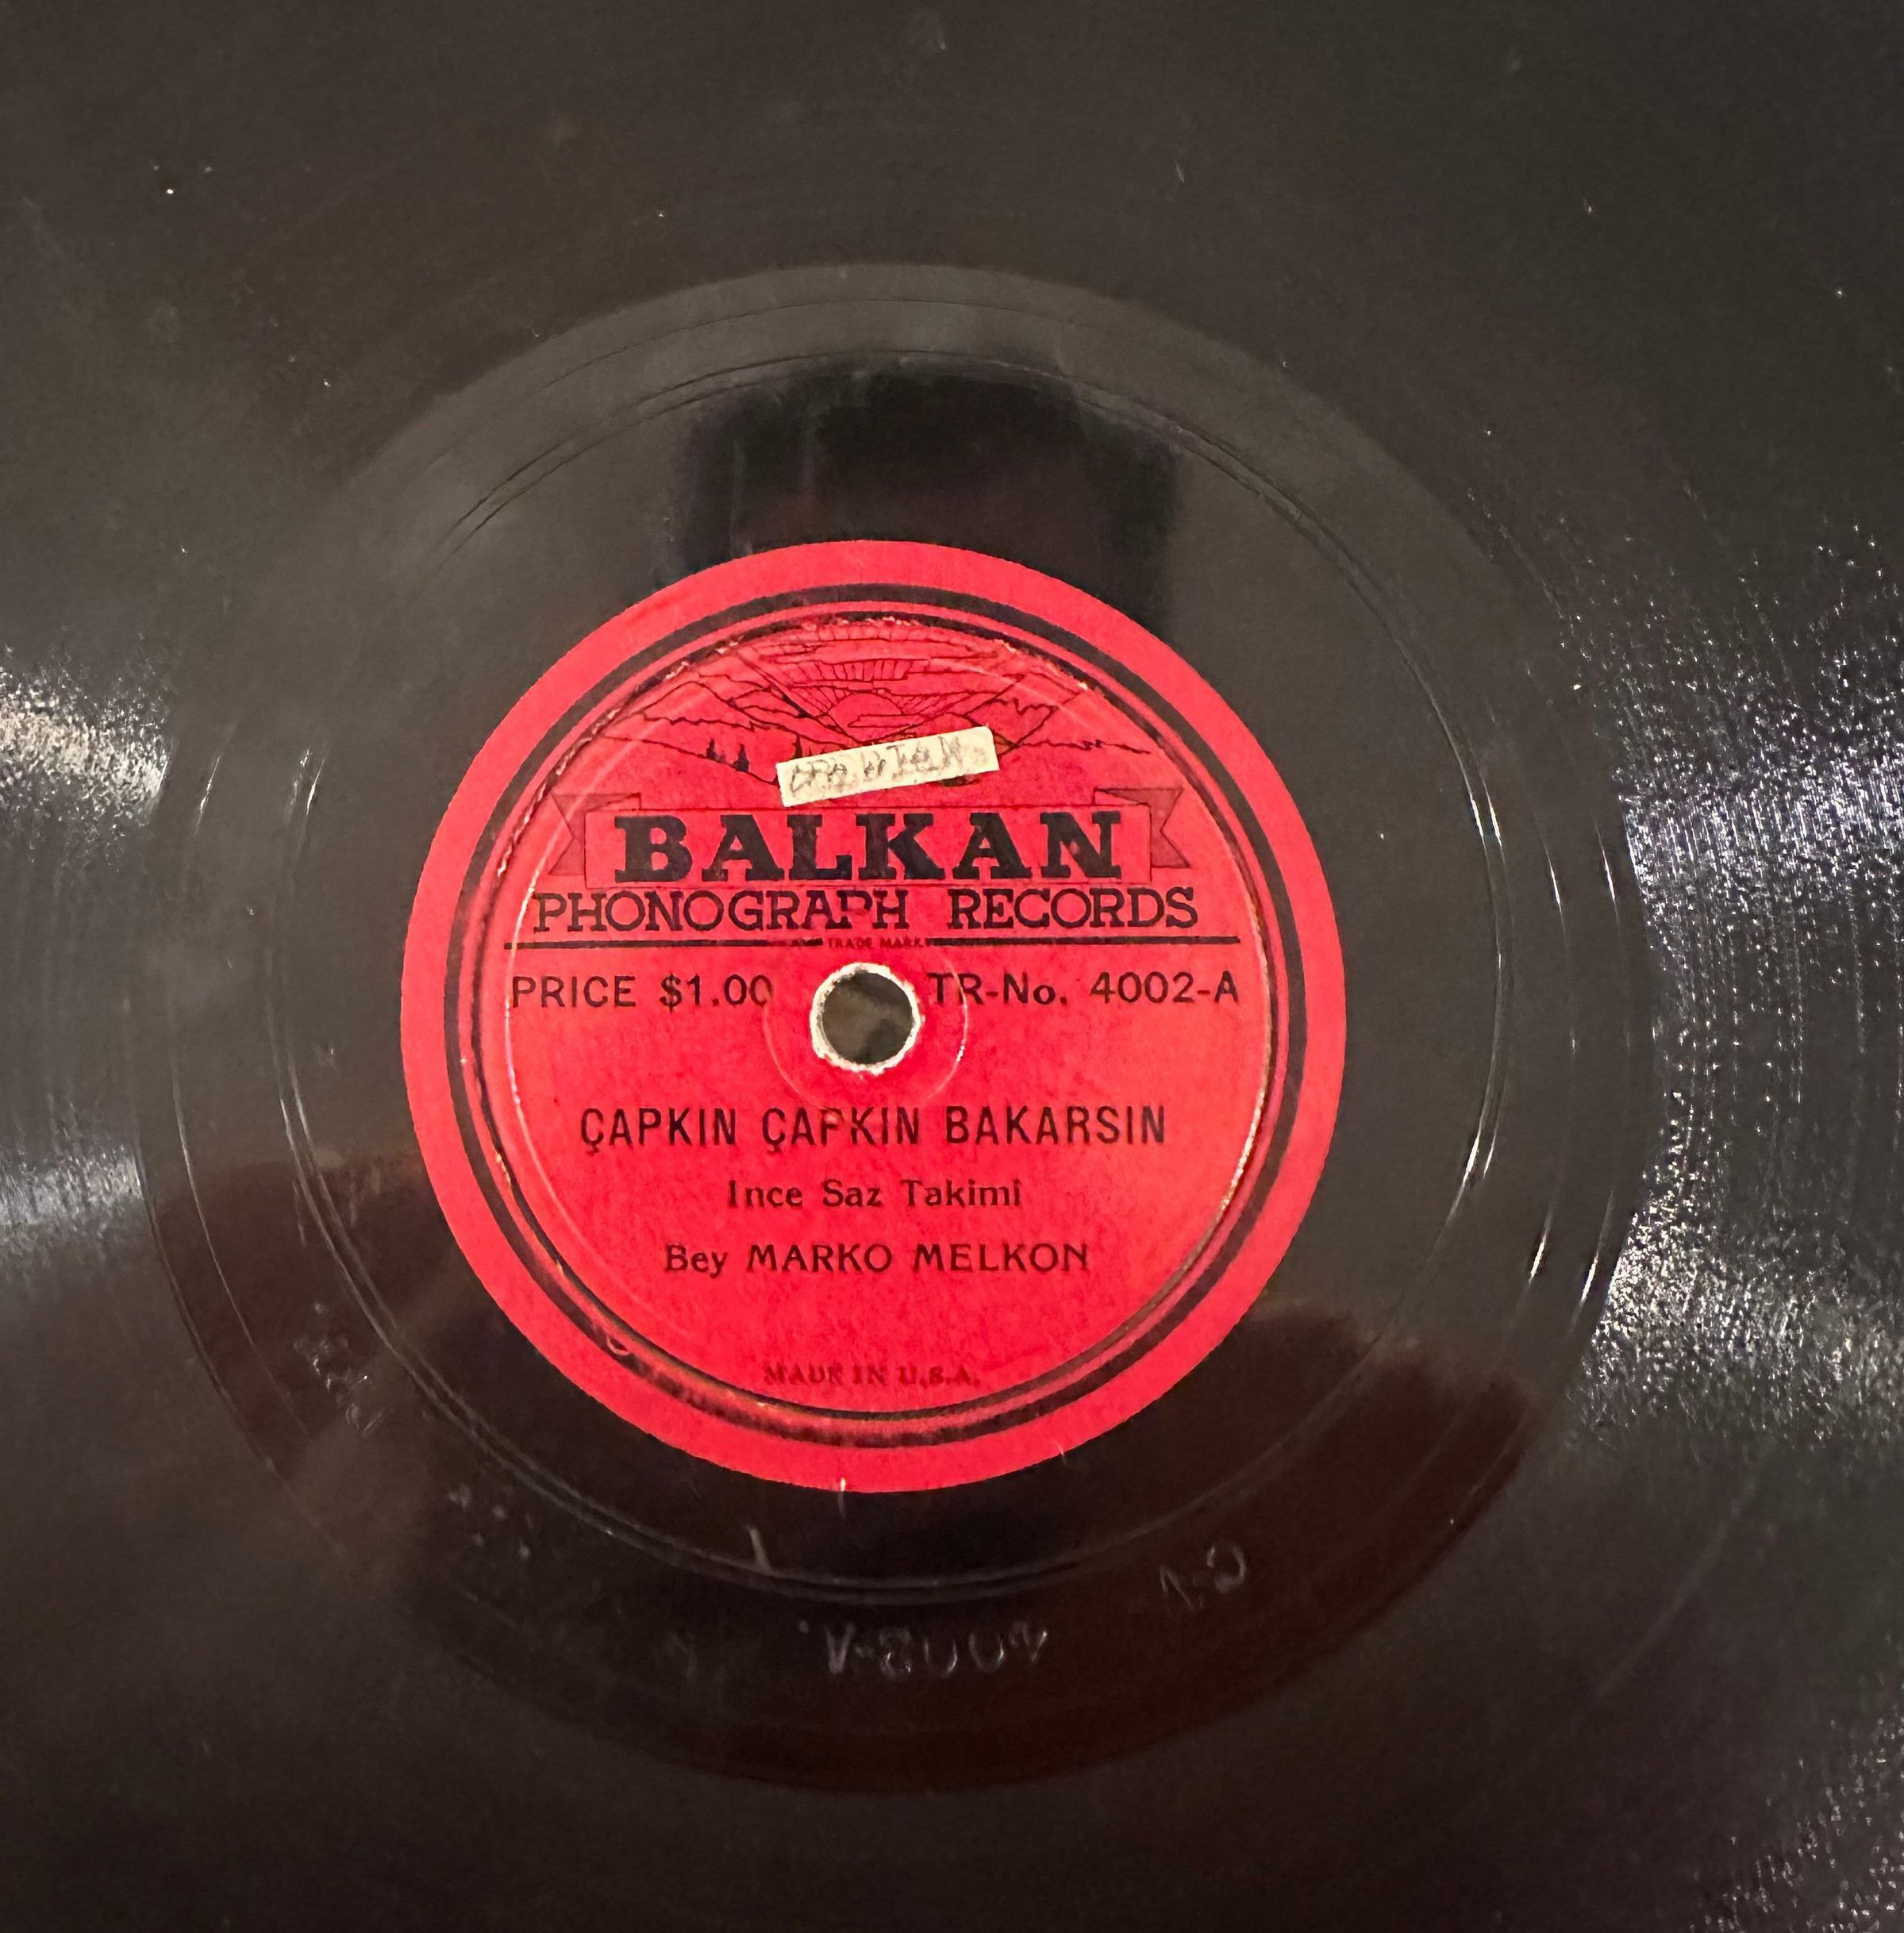 BALKAN
PHONOGRAPH RECORDS
TRADE MARK
PRICE $1.00 TR-No. 4002-A
ÇAPKIN ÇAPKIN BAKARSIN
Ince Saz Takimi
Bey MARKO MELKON
MADE IN U.S.A.